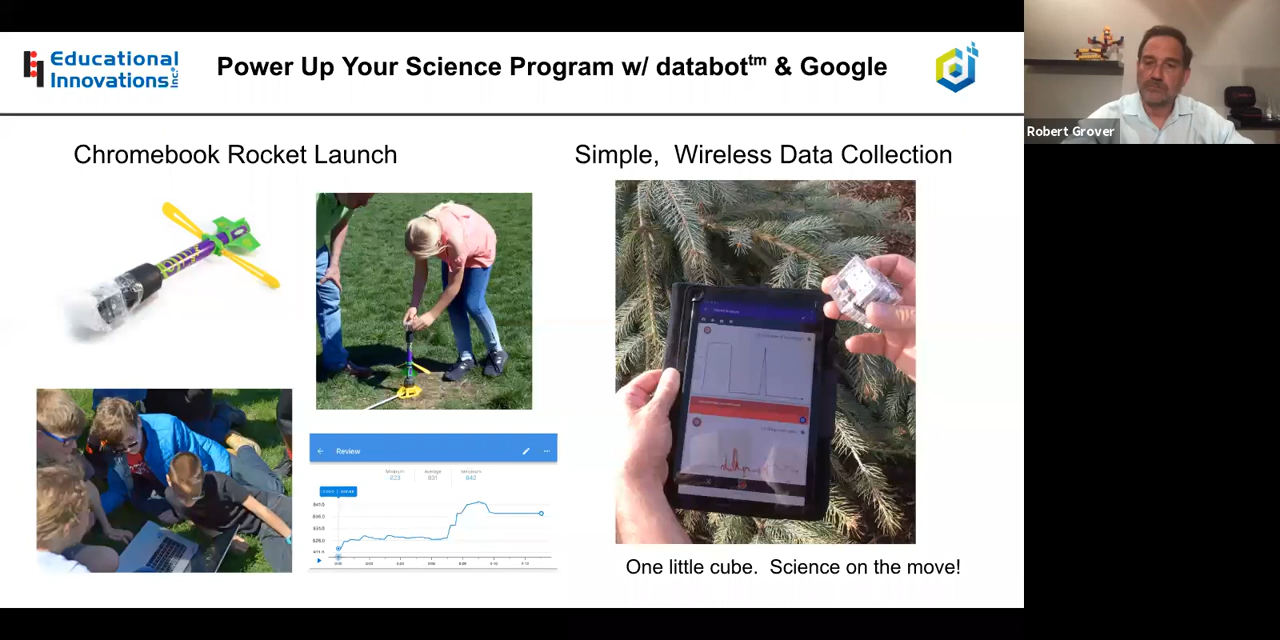 Educational
Innovations
Inc.
Power Up Your Science Program w/ databot™ & Google
Robert Grover
Chromebook Rocket Launch
Simple,  Wireless Data Collection
Review
Minimum
Average
Maximum
823
831
842
One little cube.  Science on the move!